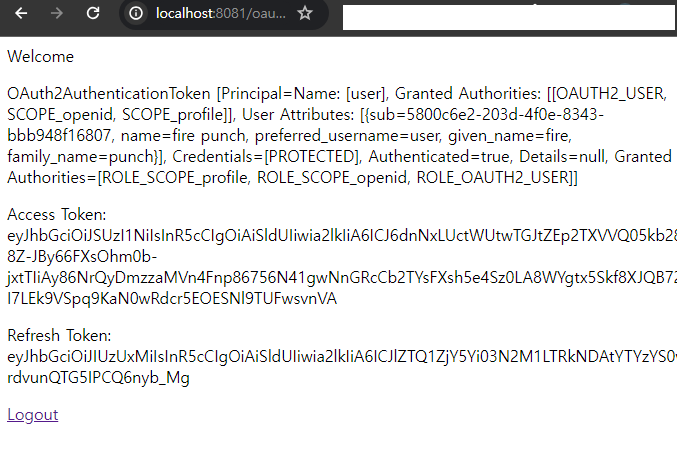 localhost:8081/oau...
Welcome
OAuth2AuthenticationToken [Principal=Name: [user], Granted Authorities: [[OAUTH2_USER,
SCOPE_openid, SCOPE_profile]], User Attributes: [{sub=5800c6e2-203d-4f0e-8343-
bbb948f16807, name=fire punch, preferred_username=user, given_name=fire,
family_name=punch}], Credentials=[PROTECTED], Authenticated=true, Details=null, Granted
Authorities=[ROLE_SCOPE_profile, ROLE_SCOPE_openid, ROLE_OAUTH2_USER]]
Access Token:
eyJhbGciOiJSUzI1NiIsInR5cCIgOiAiSldUIiwia2lkIiA6ICJ6dnNxLUctWUtwTGJtZEp2TXVVQ05kb28
8Z-JBy66FXsOhm0b-
jxtTIiAy86NrQyDmzzaMVn4Fnp86756N41gwNnGRcCb2TYsFXsh5e4Sz0LA8WYgtx5Skf8XJQB7Z
I7LEk9VSpq9KaN0wRdcr5EOESNl9TUFwsvnVA
Refresh Token:
eyJhbGciOiJIUzUxMiIsInR5cCIgOiAiSldUIiwia2lkIiA6ICJlZTQ1ZjY5Yi03N2M1LTRkNDAtYTYzYS0
rdvunQTG5IPCQ6nyb_Mg
Logout